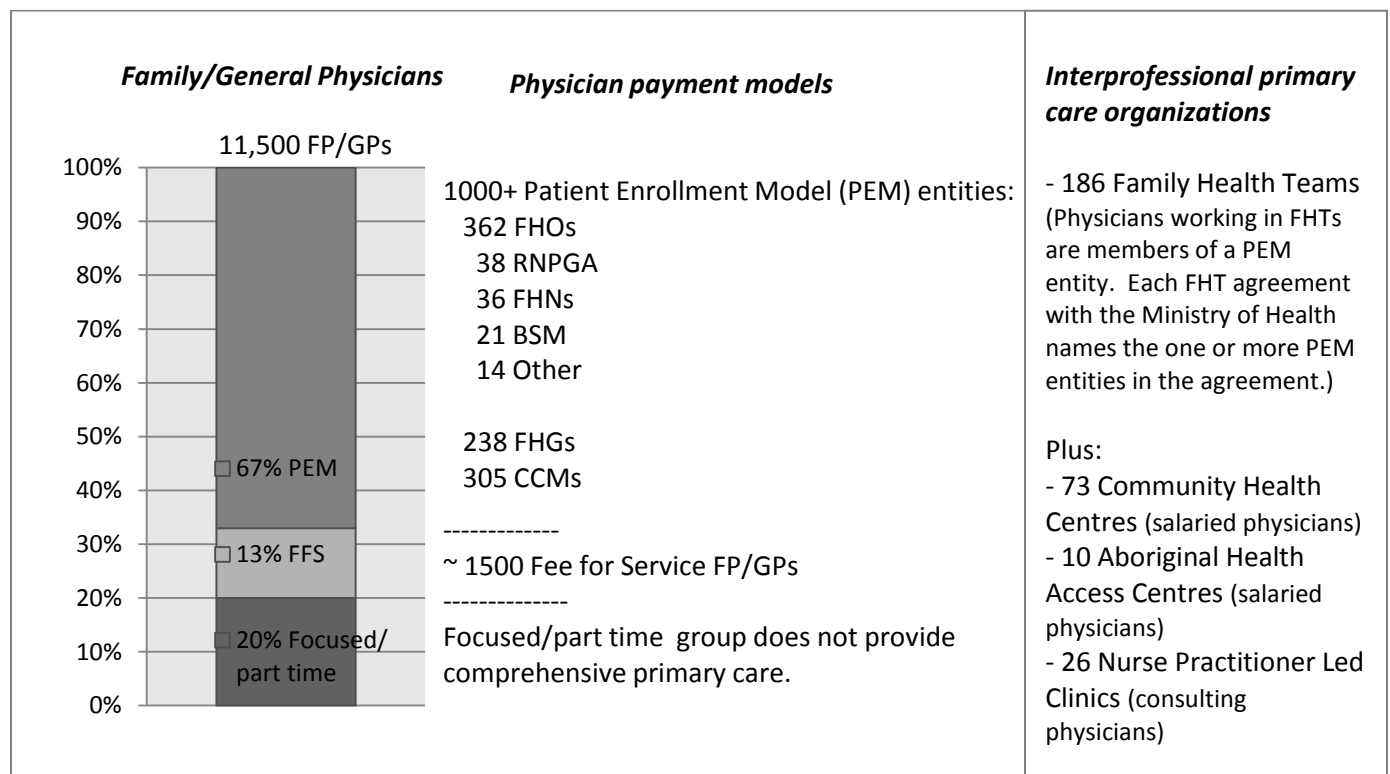 Family/General Physicians
11,500 FP/GPs
100%
90%
80%
70%
60%
50%
40%
30%
20%
10%
0%
67% PEM
13% FFS
20% Focused/
part time
Physician payment models
1000+ Patient Enrollment Model (PEM) entities:
362 FHOs
38 RNPGA
36 FHNs
21 BSM
14 Other
238 FHGs
305 CCMs
-------------
~ 1500 Fee for Service FP/GPs
--------------
Focused/part time group does not provide
comprehensive primary care.
Interprofessional primary
care organizations
- 186 Family Health Teams
(Physicians working in FHTs
are members of a PEM
entity. Each FHT agreement
with the Ministry of Health
names the one or more PEM
entities in the agreement.)
Plus:
- 73 Community Health
Centres (salaried physicians)
- 10 Aboriginal Health
Access Centres (salaried
physicians)
- 26 Nurse Practitioner Led
Clinics (consulting
physicians)